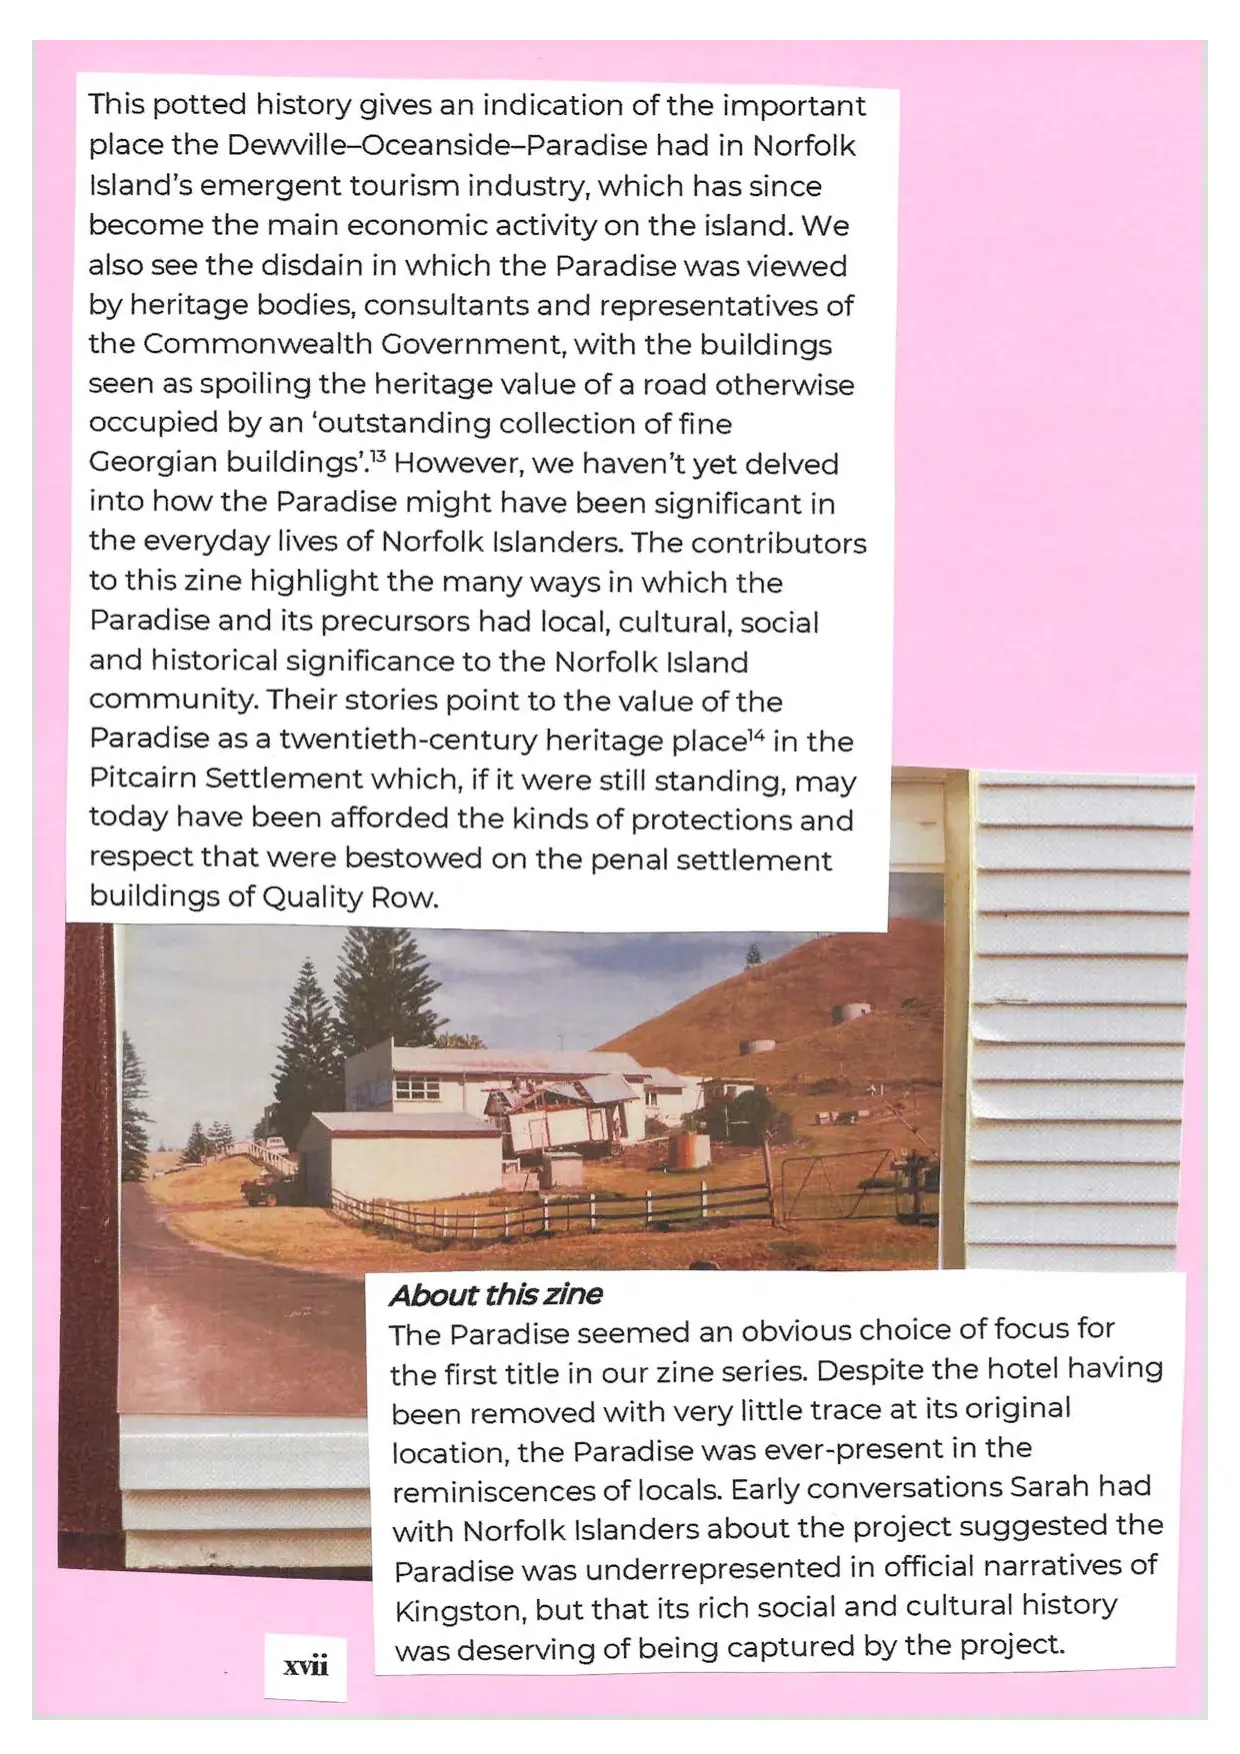 This potted history gives an indication of the important
place the Dewville–Oceanside–Paradise had in Norfolk
Island's emergent tourism industry, which has since
become the main economic activity on the island. We
also see the disdain in which the Paradise was viewed
by heritage bodies, consultants and representatives of
the Commonwealth Government, with the buildings
seen as spoiling the heritage value of a road otherwise
occupied by an 'outstanding collection of fine
Georgian buildings'.¹³ However, we haven't yet delved
into how the Paradise might have been significant in
the everyday lives of Norfolk Islanders. The contributors
to this zine highlight the many ways in which the
Paradise and its precursors had local, cultural, social
and historical significance to the Norfolk Island
community. Their stories point to the value of the
Paradise as a twentieth-century heritage place¹⁴ in the
Pitcairn Settlement which, if it were still standing, may
today have been afforded the kinds of protections and
respect that were bestowed on the penal settlement
buildings of Quality Row.
About this zine
The Paradise seemed an obvious choice of focus for
the first title in our zine series. Despite the hotel having
been removed with very little trace at its original
location, the Paradise was ever-present in the
reminiscences of locals. Early conversations Sarah had
with Norfolk Islanders about the project suggested the
Paradise was underrepresented in official narratives of
Kingston, but that its rich social and cultural history
was deserving of being captured by the project.
xvii